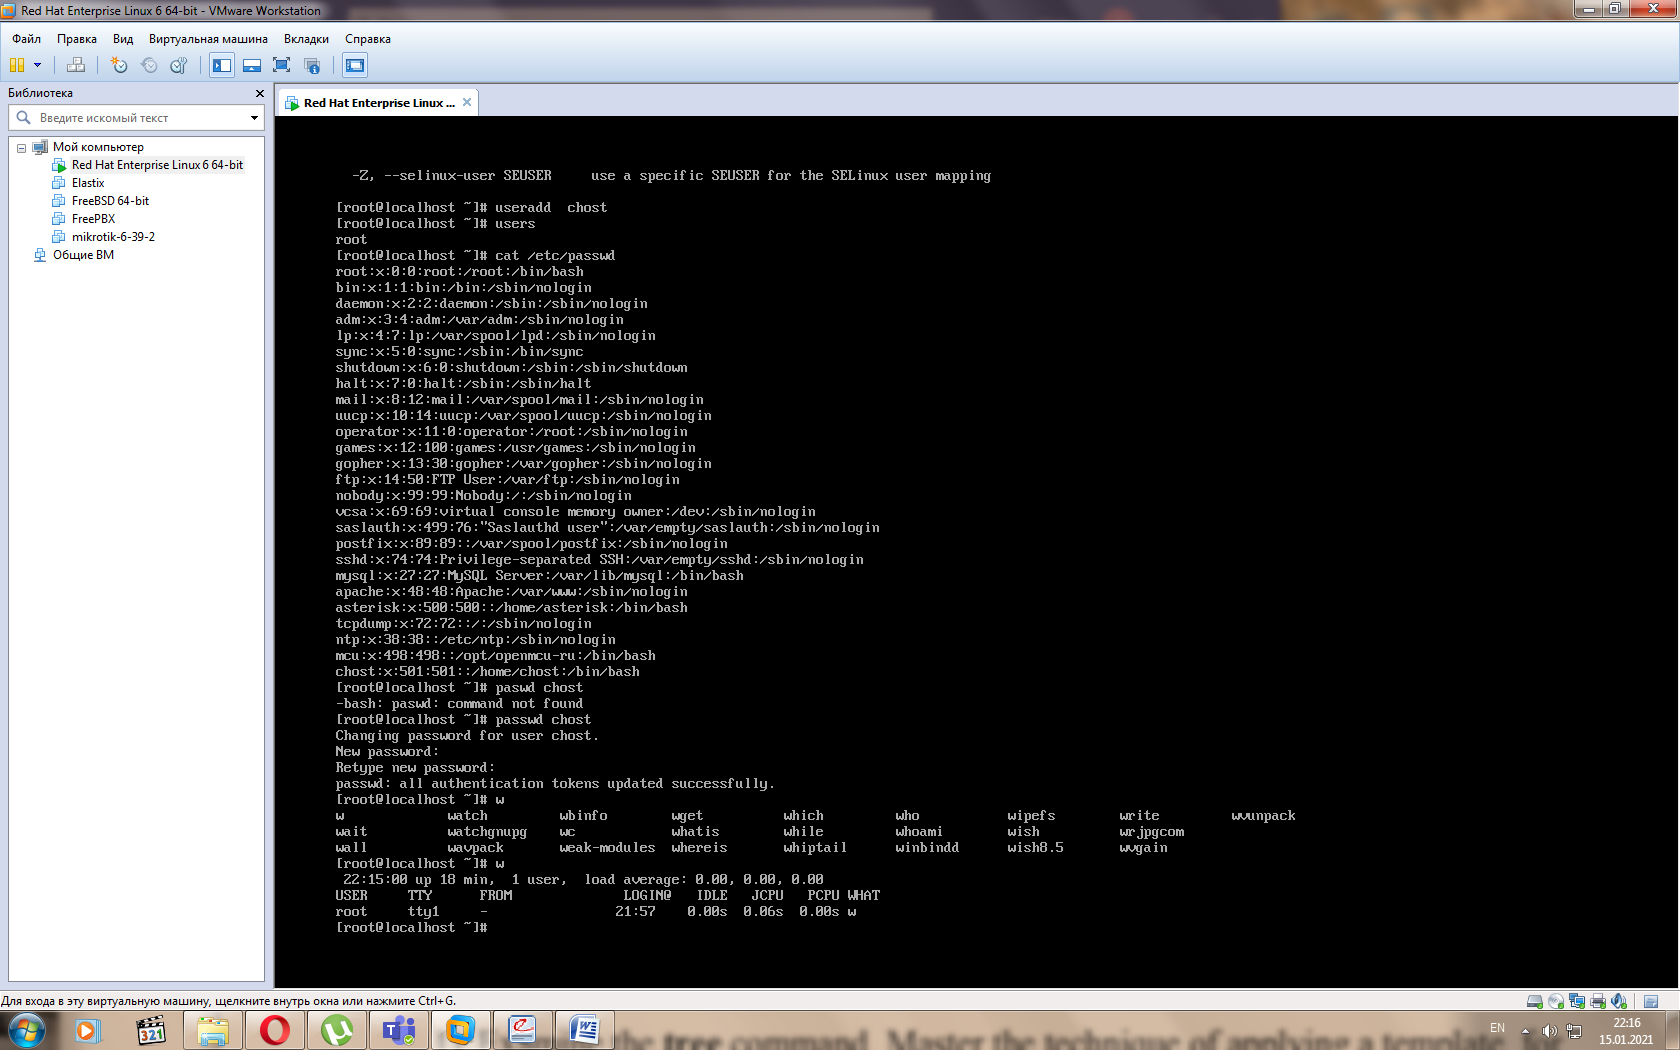 Red Hat Enterprise Linux 6 64-bit - VMware Workstation
Файл Правка Вид Виртуальная машина Вкладки Справка
Библиотека
Введите искомый текст
Мой компьютер
Red Hat Enterprise Linux 6 64-bit
Elastix
FreeBSD 64-bit
FreePBX
mikrotik-6-39-2
Общие ВМ
Red Hat Enterprise Linux ...
-Z, --selinux-user SEUSER     use a specific SEUSER for the SELinux user mapping
[root@localhost ~]# useradd  chost
[root@localhost ~]# users
root
[root@localhost ~]# cat /etc/passwd
root:x:0:0:root:/root:/bin/bash
bin:x:1:1:bin:/bin:/sbin/nologin
daemon:x:2:2:daemon:/sbin:/sbin/nologin
adm:x:3:4:adm:/var/adm:/sbin/nologin
lp:x:4:7:lp:/var/spool/lpd:/sbin/nologin
sync:x:5:0:sync:/sbin:/bin/sync
shutdown:x:6:0:shutdown:/sbin:/sbin/shutdown
halt:x:7:0:halt:/sbin:/sbin/halt
mail:x:8:12:mail:/var/spool/mail:/sbin/nologin
uucp:x:10:14:uucp:/var/spool/uucp:/sbin/nologin
operator:x:11:0:operator:/root:/sbin/nologin
games:x:12:100:games:/usr/games:/sbin/nologin
gopher:x:13:30:gopher:/var/gopher:/sbin/nologin
ftp:x:14:50:FTP User:/var/ftp:/sbin/nologin
nobody:x:99:99:Nobody:/:/sbin/nologin
vcsa:x:69:69:virtual console memory owner:/dev:/sbin/nologin
saslauth:x:499:76:"Saslauthd user":/var/empty/saslauth:/sbin/nologin
postfix:x:89:89::/var/spool/postfix:/sbin/nologin
sshd:x:74:74:Privilege-separated SSH:/var/empty/sshd:/sbin/nologin
mysql:x:27:27:MySQL Server:/var/lib/mysql:/bin/bash
apache:x:48:48:Apache:/var/www:/sbin/nologin
asterisk:x:500:500::/home/asterisk:/bin/bash
tcpdump:x:72:72::/:/sbin/nologin
ntp:x:38:38::/etc/ntp:/sbin/nologin
mcu:x:498:498::/opt/openmcu-ru:/bin/bash
chost:x:501:501::/home/chost:/bin/bash
[root@localhost ~]# paswd chost
-bash: paswd: command not found
[root@localhost ~]# passwd chost
Changing password for user chost.
New password:
Retype new password:
passwd: all authentication tokens updated successfully.
[root@localhost ~]# w
w watch wbinfo wget which who wipefs write wvunpack
wait watchgnupg wc whatis while whoami wish wrjpgcom
wall wavpack weak-modules whereis whiptail winbindd wish8.5 wvgain
[root@localhost ~]# w
22:15:00 up 18 min,  1 user,  load average: 0.00, 0.00, 0.00
USER TTY FROM LOGIN@ IDLE JCPU PCPU WHAT
root tty1 - 21:57 0.00s 0.06s 0.00s w
[root@localhost ~]#
Для входа в эту виртуальную машину, щелкните внутрь окна или нажмите Ctrl+G.
321
the tree command. Master the technique of applying a template
EN
22:16
15.01.2021